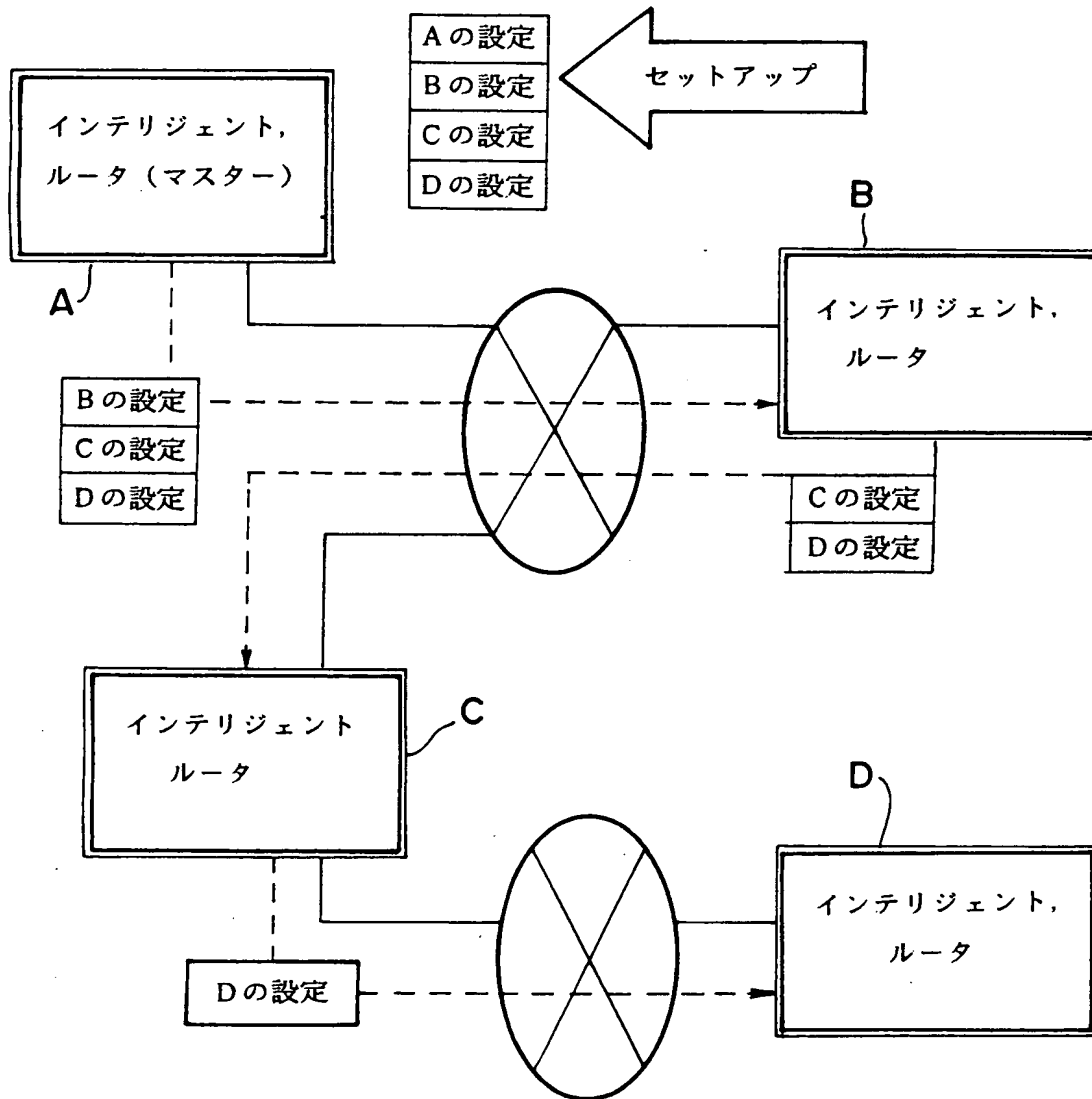 Aの設定
Bの設定
Cの設定
Dの設定
セットアップ
インテリジェント,
ルータ(マスター)
A
B
インテリジェント,
ルータ
Bの設定
Cの設定
Dの設定
Cの設定
Dの設定
インテリジェント
ルータ
C
D
インテリジェント,
ルータ
Dの設定